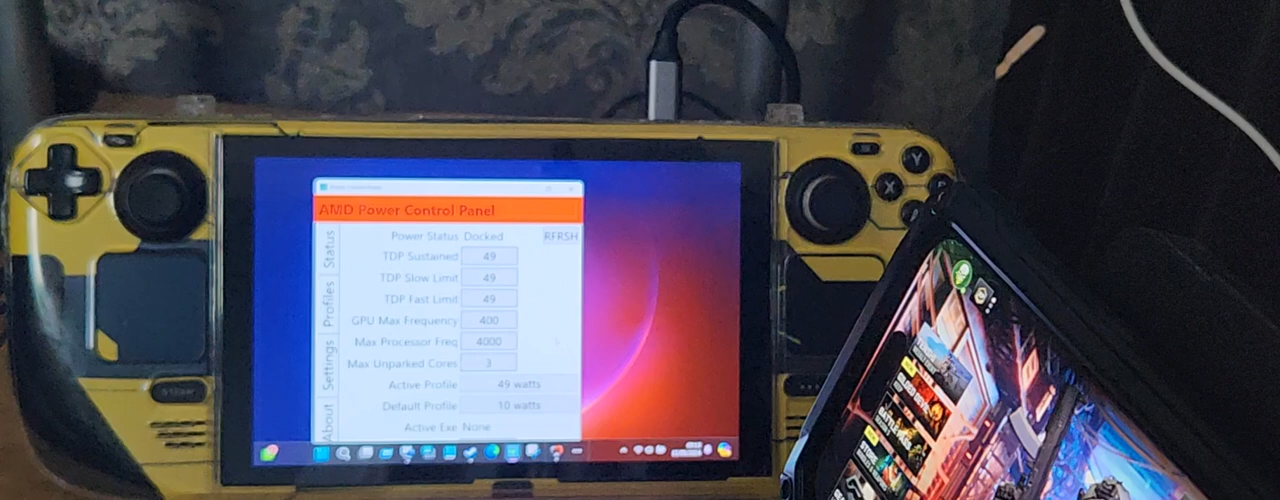 AMD Power Control Panel
Power Status Docked RFRSH
TDP Sustained 49
TDP Slow Limit 49
TDP Fast Limit 49
GPU Max Frequency 400
Max Processor Freq 4000
Max Unparked Cores 3
Active Profile 49 watts
Default Profile 10 watts
Active Exe None
Status
Profiles
Settings
About
Y
X